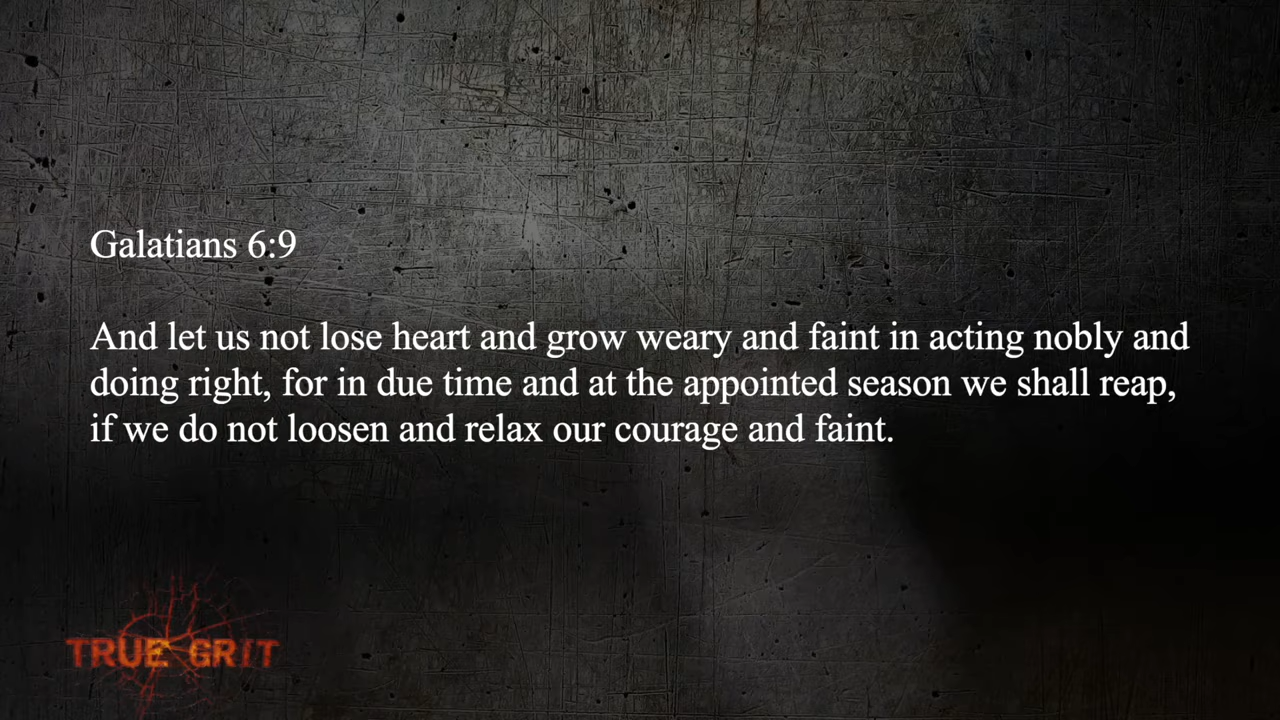 Galatians 6:9
And let us not lose heart and grow weary and faint in acting nobly and
doing right, for in due time and at the appointed season we shall reap,
if we do not loosen and relax our courage and faint.
TRUE GRIT